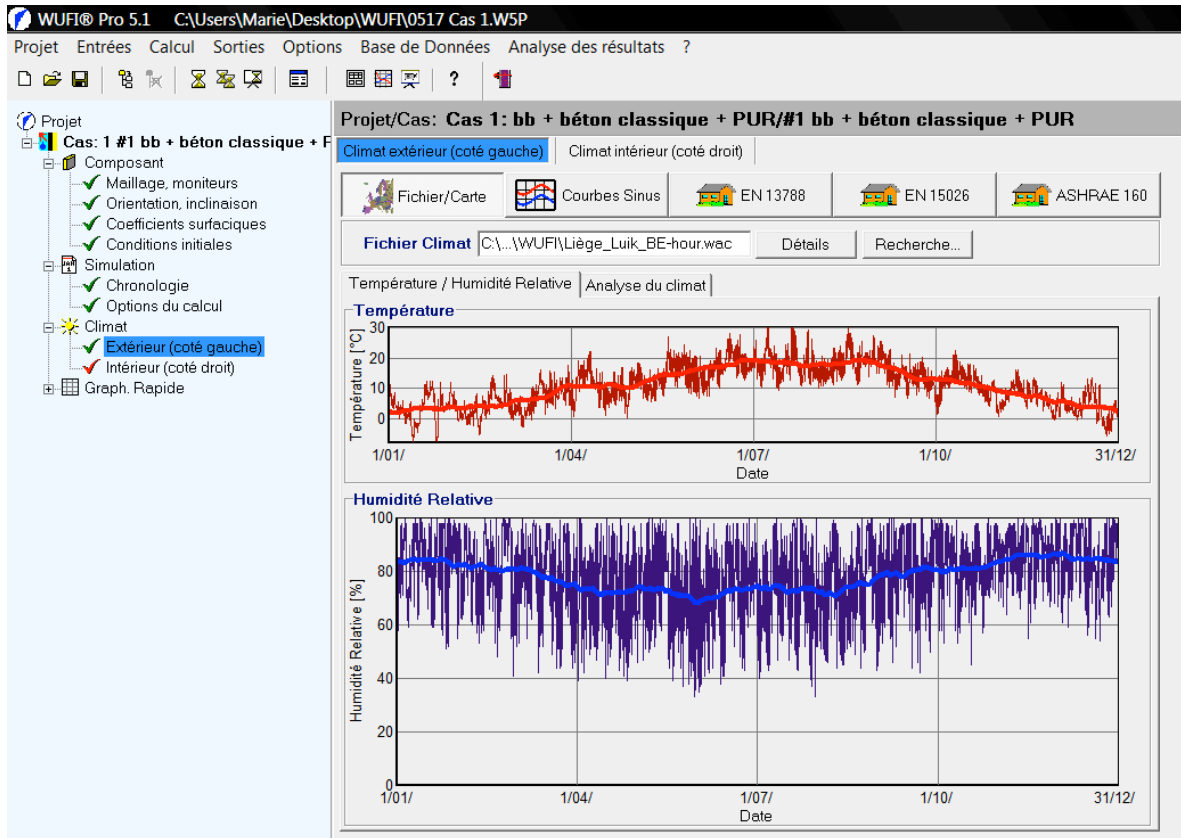 WUFI® Pro 5.1 C:\Users\Marie\Desktop\WUFI\0517 Cas 1.W5P
Projet Entrées Calcul Sorties Options Base de Données Analyse des résultats ?
?
Projet
Cas: 1 #1 bb + béton classique + P
Composant
Maillage, moniteurs
Orientation, inclinaison
Coefficients surfaciques
Conditions initiales
Simulation
Chronologie
Options du calcul
Climat
Extérieur (coté gauche)
Intérieur (coté droit)
Graph. Rapide
Projet/Cas: Cas 1: bb + béton classique + PUR/#1 bb + béton classique + PUR
Climat extérieur (coté gauche) Climat intérieur (coté droit)
Fichier/Carte Courbes Sinus EN 13788 EN 15026 ASHRAE 160
Fichier Climat C:\...\WUFI\Liège_Luik_BE-hour.wac Détails Recherche...
Température / Humidité Relative Analyse du climat
Température
Température [°C]
30
20
10
0
1/01/ 1/04/ 1/07/ 1/10/ 31/12/
Date
Humidité Relative
Humidité Relative [%]
100
80
60
40
20
0
1/01/ 1/04/ 1/07/ 1/10/ 31/12/
Date